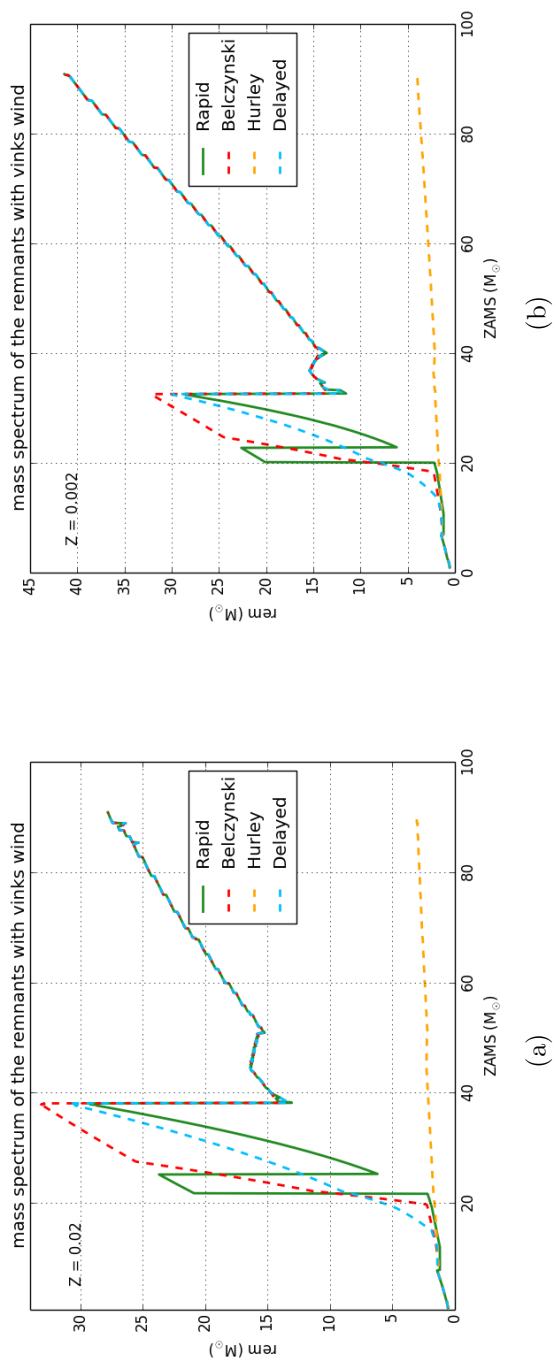 mass spectrum of the remnants with vinks wind
Z = 0.02
rem (M☉)
30
25
20
15
10
5
0
20
40
60
80
100
ZAMS (M☉)
Rapid
Belczynski
Hurley
Delayed
(a)
mass spectrum of the remnants with vinks wind
Z = 0.002
rem (M☉)
45
40
35
30
25
20
15
10
5
0
0
20
40
60
80
100
ZAMS (M☉)
Rapid
Belczynski
Hurley
Delayed
(b)